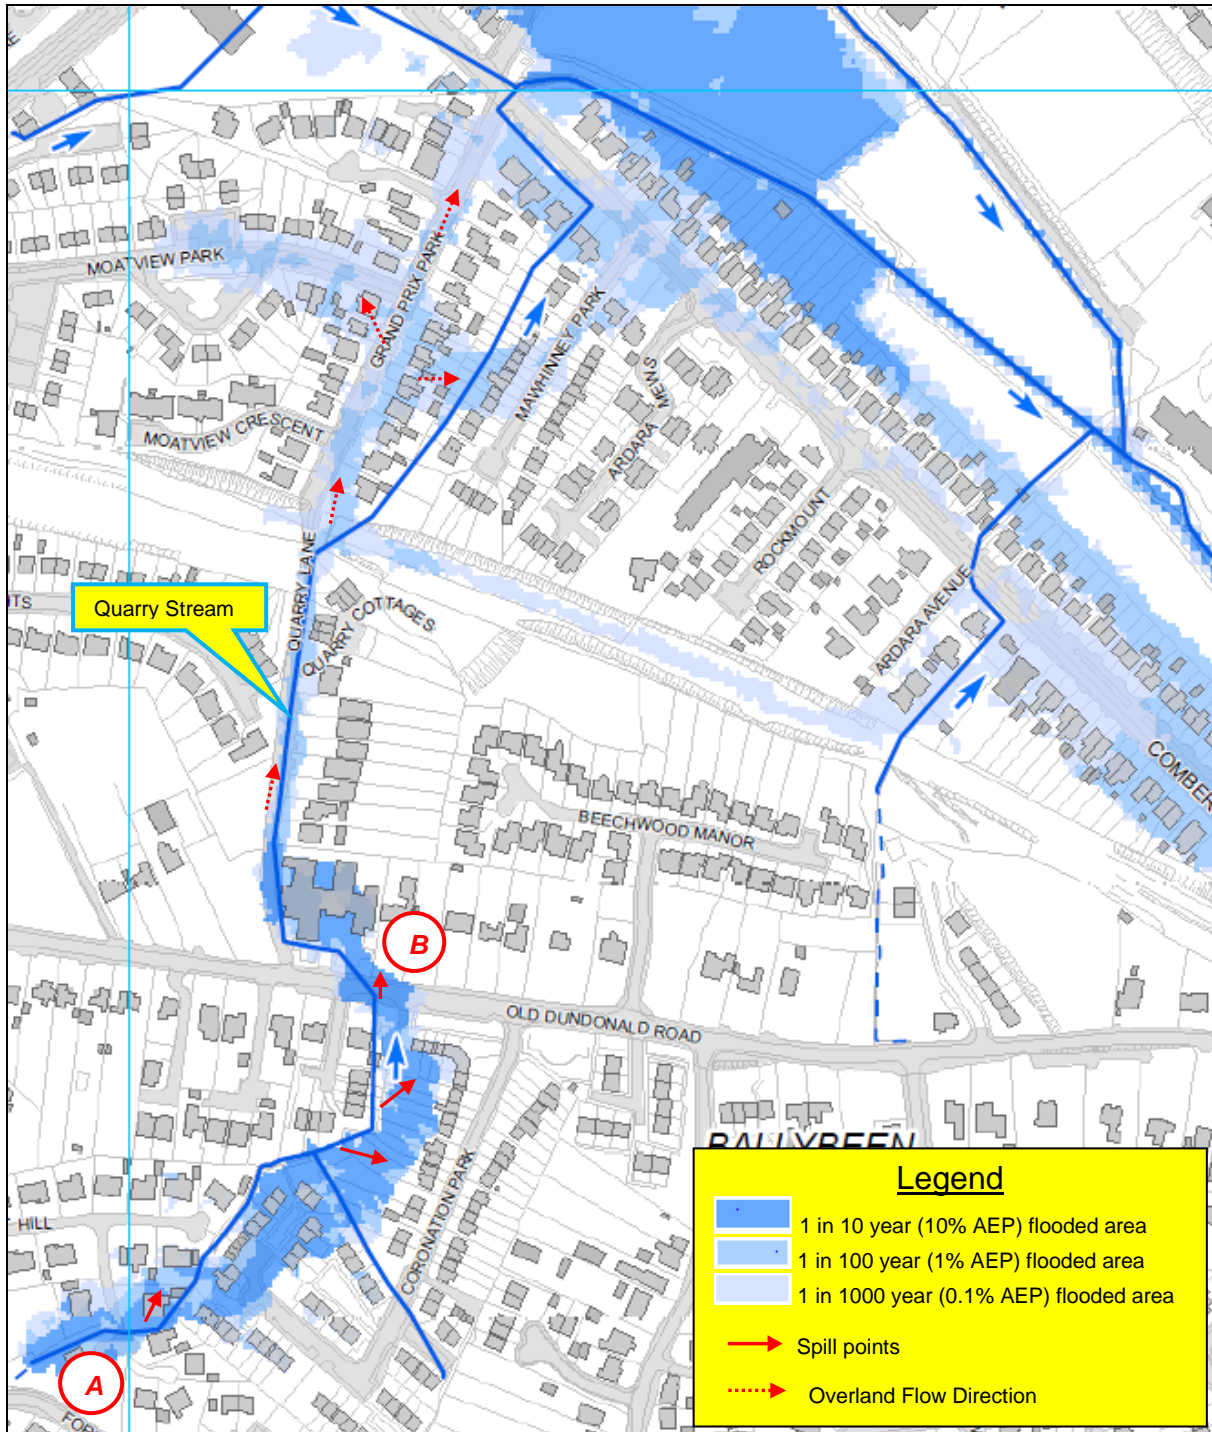 MOATVIEW PARK
GRAND PRIX PARK
MAWHINNEY PARK
MOATVIEW CRESCENT
ARDARA MEWS
ROCKMOUNT
QUARRY LANE
Quarry Stream
QUARRY COTTAGES
ARDARA AVENUE
COMBER
BEECHWOOD MANOR
B
OLD DUNDONALD ROAD
BALLYBEEN
CORONATION PARK
HILL
A
FOR
Legend
1 in 10 year (10% AEP) flooded area
1 in 100 year (1% AEP) flooded area
1 in 1000 year (0.1% AEP) flooded area
Spill points
Overland Flow Direction